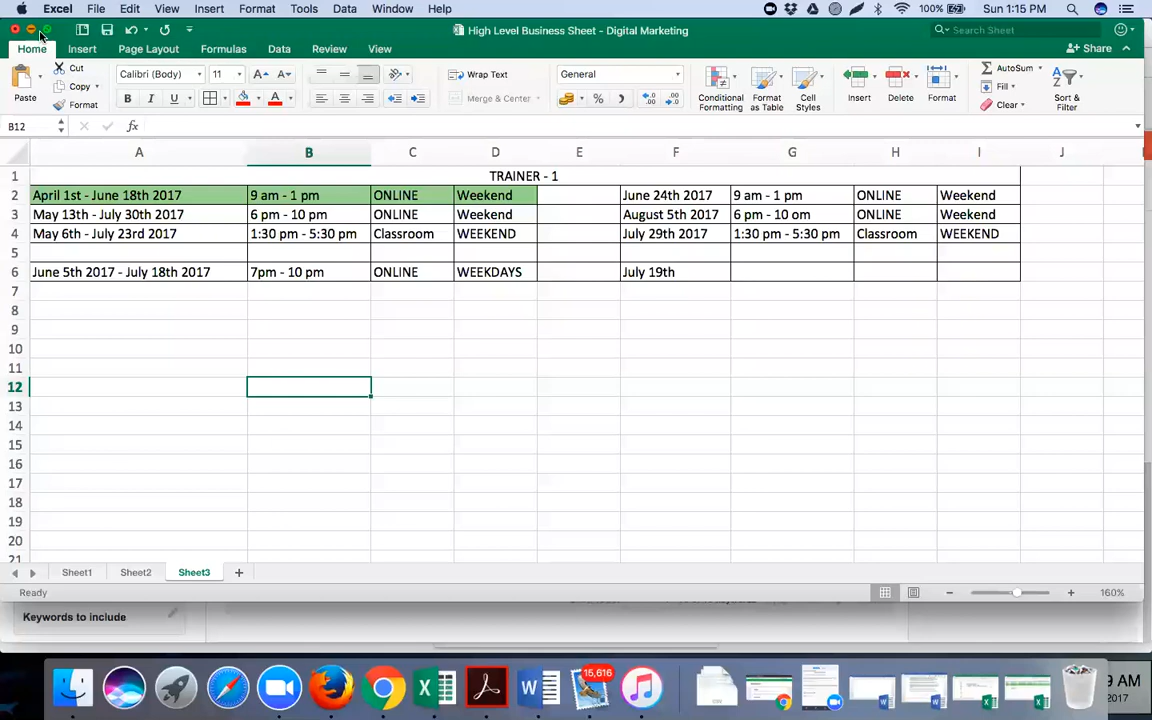 Excel File Edit View Insert Format Tools Data Window Help 100% Sun 1:15 PM
High Level Business Sheet - Digital Marketing Search Sheet
Home Insert Page Layout Formulas Data Review View Share
Cut Calibri (Body) 11 Wrap Text General AutoSum
Copy Fill
Paste Format B I U Merge & Center Conditional Formatting Format as Table Cell Styles Insert Delete Format Clear Sort & Filter
B12 fx
A B C D E F G H I J
1 TRAINER - 1
2 April 1st - June 18th 2017 9 am - 1 pm ONLINE Weekend June 24th 2017 9 am - 1 pm ONLINE Weekend
3 May 13th - July 30th 2017 6 pm - 10 pm ONLINE Weekend August 5th 2017 6 pm - 10 om ONLINE Weekend
4 May 6th - July 23rd 2017 1:30 pm - 5:30 pm Classroom WEEKEND July 29th 2017 1:30 pm - 5:30 pm Classroom WEEKEND
5
6 June 5th 2017 - July 18th 2017 7pm - 10 pm ONLINE WEEKDAYS July 19th
7
8
9
10
11
12
13
14
15
16
17
18
19
20
21
Sheet1 Sheet2 Sheet3
Ready 160%
Keywords to include
15,616
9 AM
2017